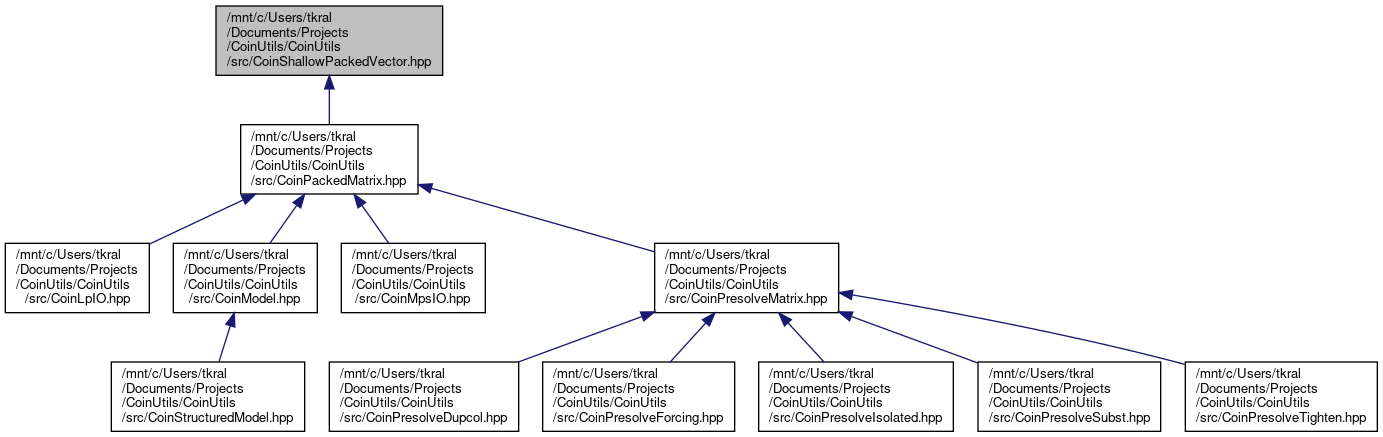 /mnt/c/Users/tkral
/Documents/Projects
/CoinUtils/CoinUtils
/src/CoinShallowPackedVector.hpp
/mnt/c/Users/tkral
/Documents/Projects
/CoinUtils/CoinUtils
/src/CoinPackedMatrix.hpp
/mnt/c/Users/tkral
/Documents/Projects
/CoinUtils/CoinUtils
/src/CoinLpIO.hpp
/mnt/c/Users/tkral
/Documents/Projects
/CoinUtils/CoinUtils
/src/CoinModel.hpp
/mnt/c/Users/tkral
/Documents/Projects
/CoinUtils/CoinUtils
/src/CoinMpsIO.hpp
/mnt/c/Users/tkral
/Documents/Projects
/CoinUtils/CoinUtils
/src/CoinPresolveMatrix.hpp
/mnt/c/Users/tkral
/Documents/Projects
/CoinUtils/CoinUtils
/src/CoinStructuredModel.hpp
/mnt/c/Users/tkral
/Documents/Projects
/CoinUtils/CoinUtils
/src/CoinPresolveDupcol.hpp
/mnt/c/Users/tkral
/Documents/Projects
/CoinUtils/CoinUtils
/src/CoinPresolveForcing.hpp
/mnt/c/Users/tkral
/Documents/Projects
/CoinUtils/CoinUtils
/src/CoinPresolveIsolated.hpp
/mnt/c/Users/tkral
/Documents/Projects
/CoinUtils/CoinUtils
/src/CoinPresolveSubst.hpp
/mnt/c/Users/tkral
/Documents/Projects
/CoinUtils/CoinUtils
/src/CoinPresolveTighten.hpp